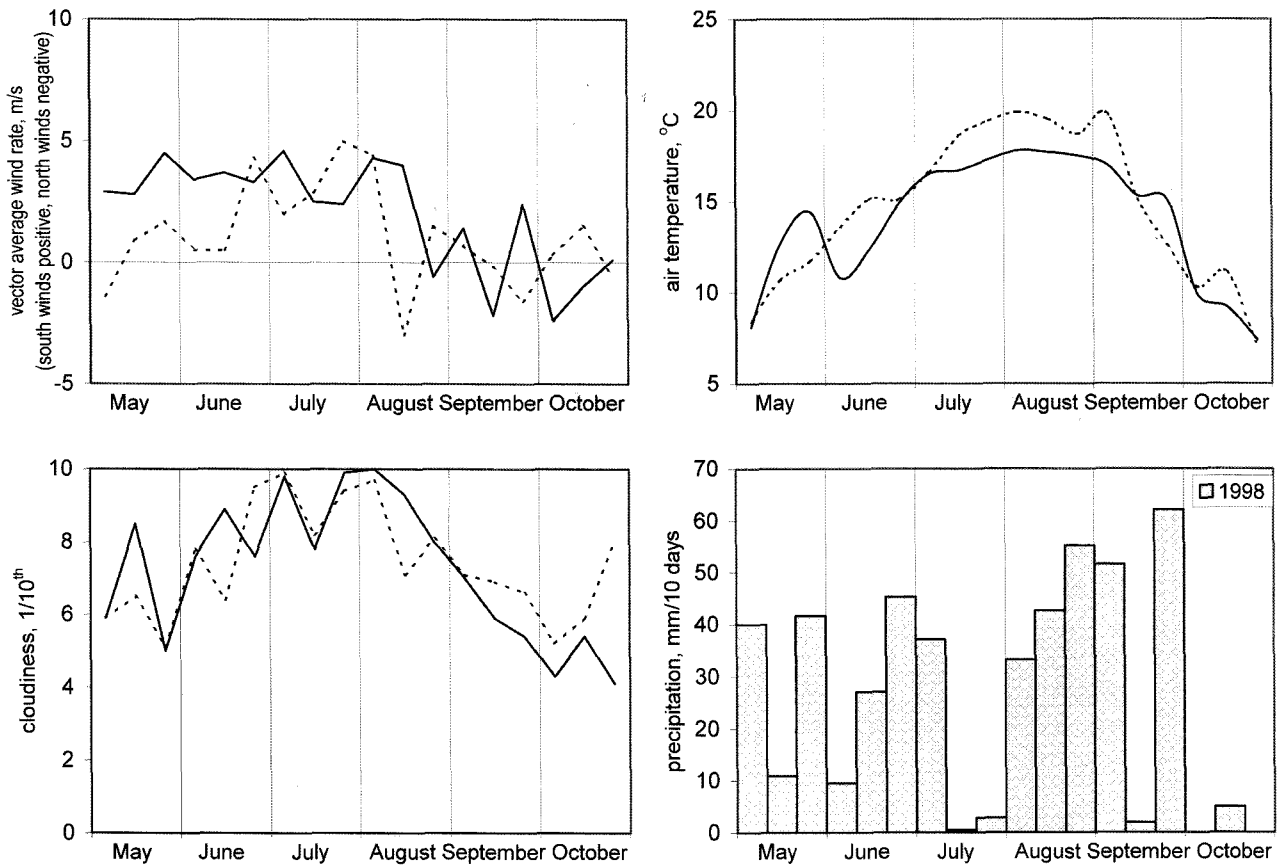 vector average wind rate, m/s
(south winds positive, north winds negative)
10
5
0
-5
May June July August September October
air temperature, °C
25
20
15
10
5
May June July August September October
cloudiness, 1/10th
10
8
6
4
2
0
May June July August September October
precipitation, mm/10 days
70
60
50
40
30
20
10
0
1998
May June July August September October